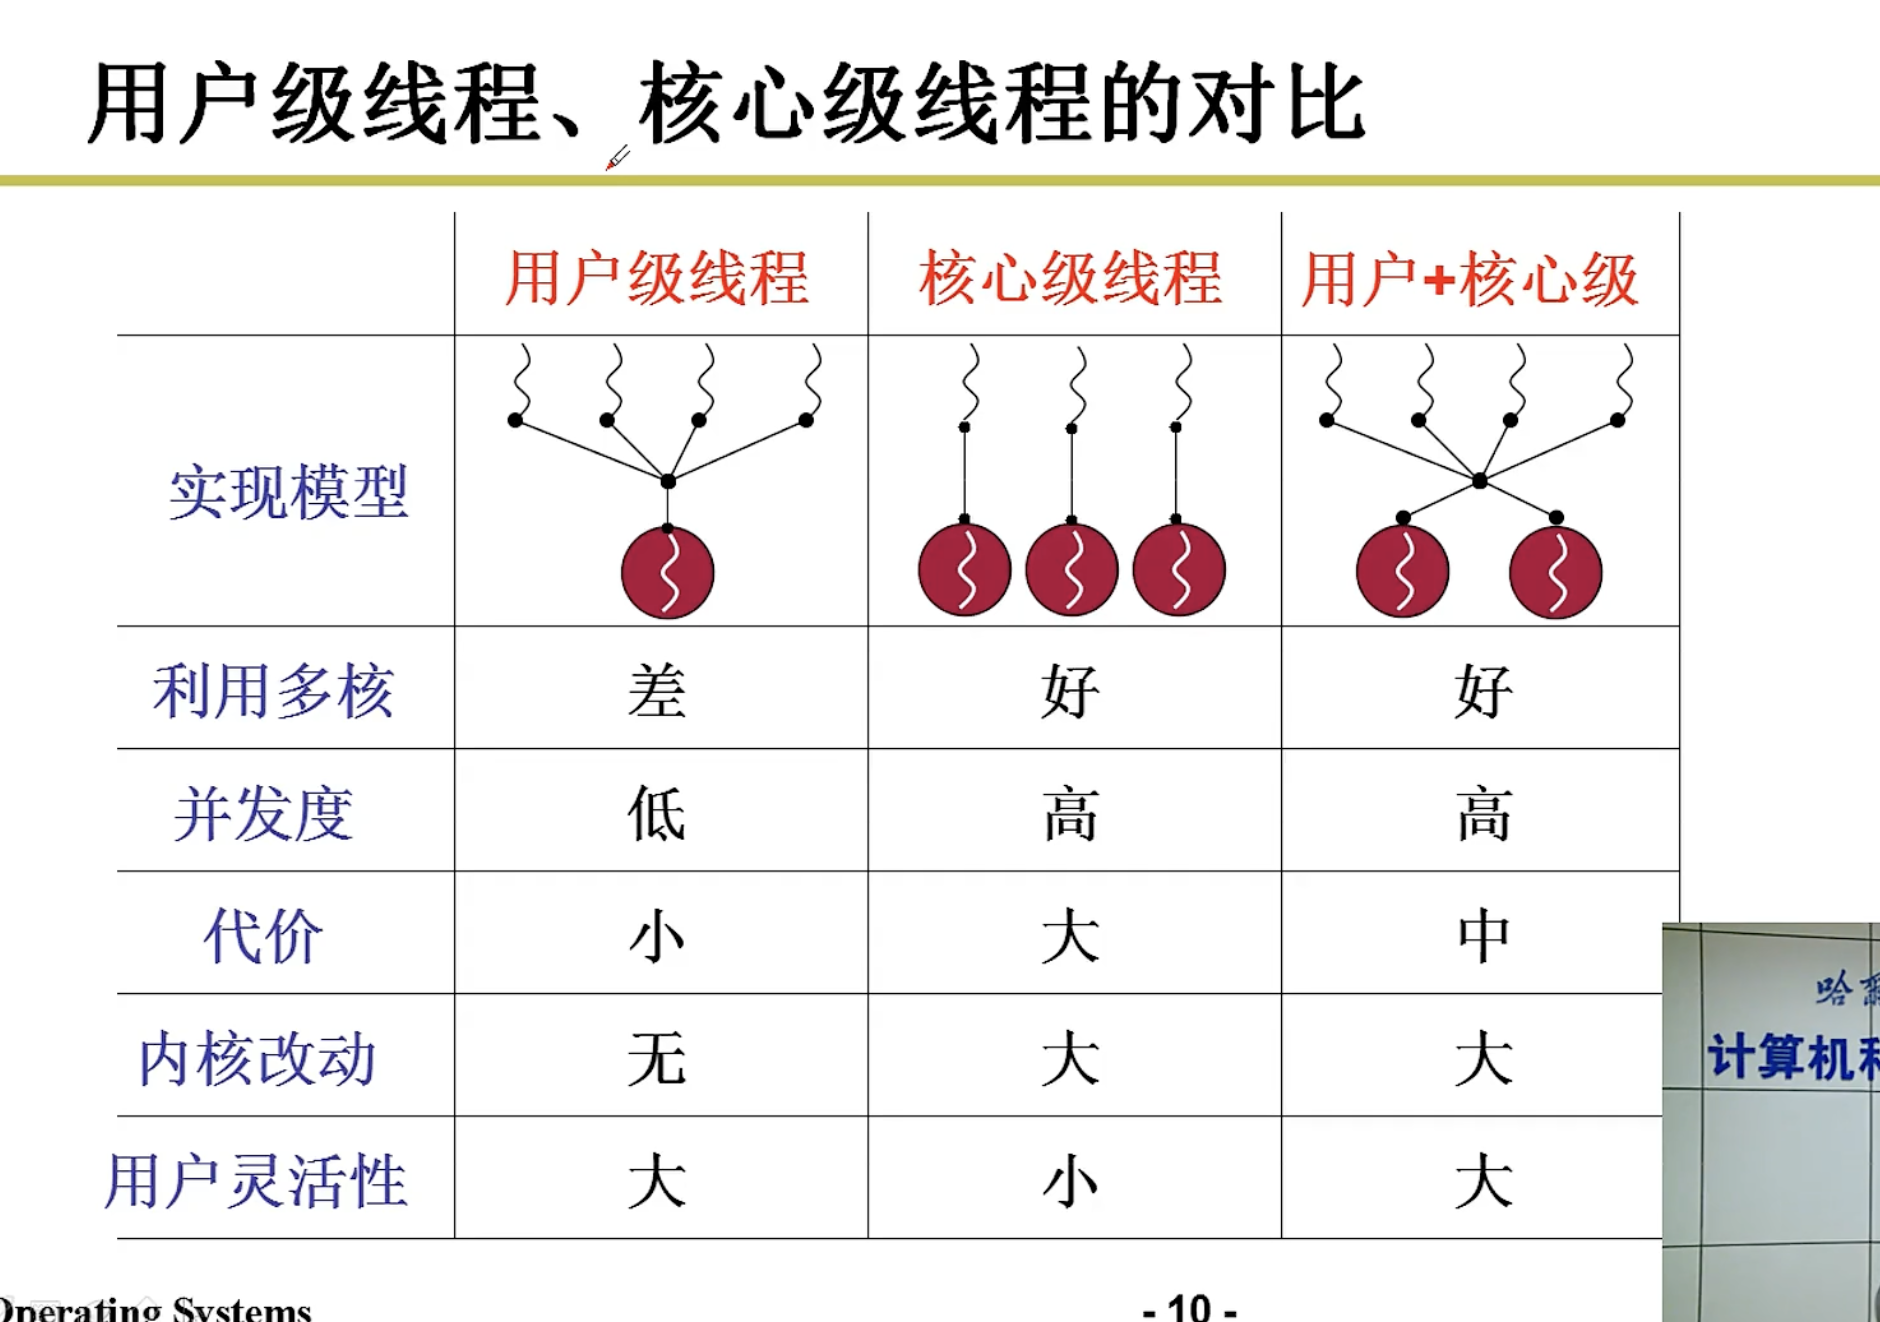 用户级线程、核心级线程的对比
用户级线程 核心级线程 用户+核心级
实现模型
利用多核 差 好 好
并发度 低 高 高
代价 小 大 中
内核改动 无 大 大
用户灵活性 大 小 大
哈
计算机
Operating Systems
- 10 -